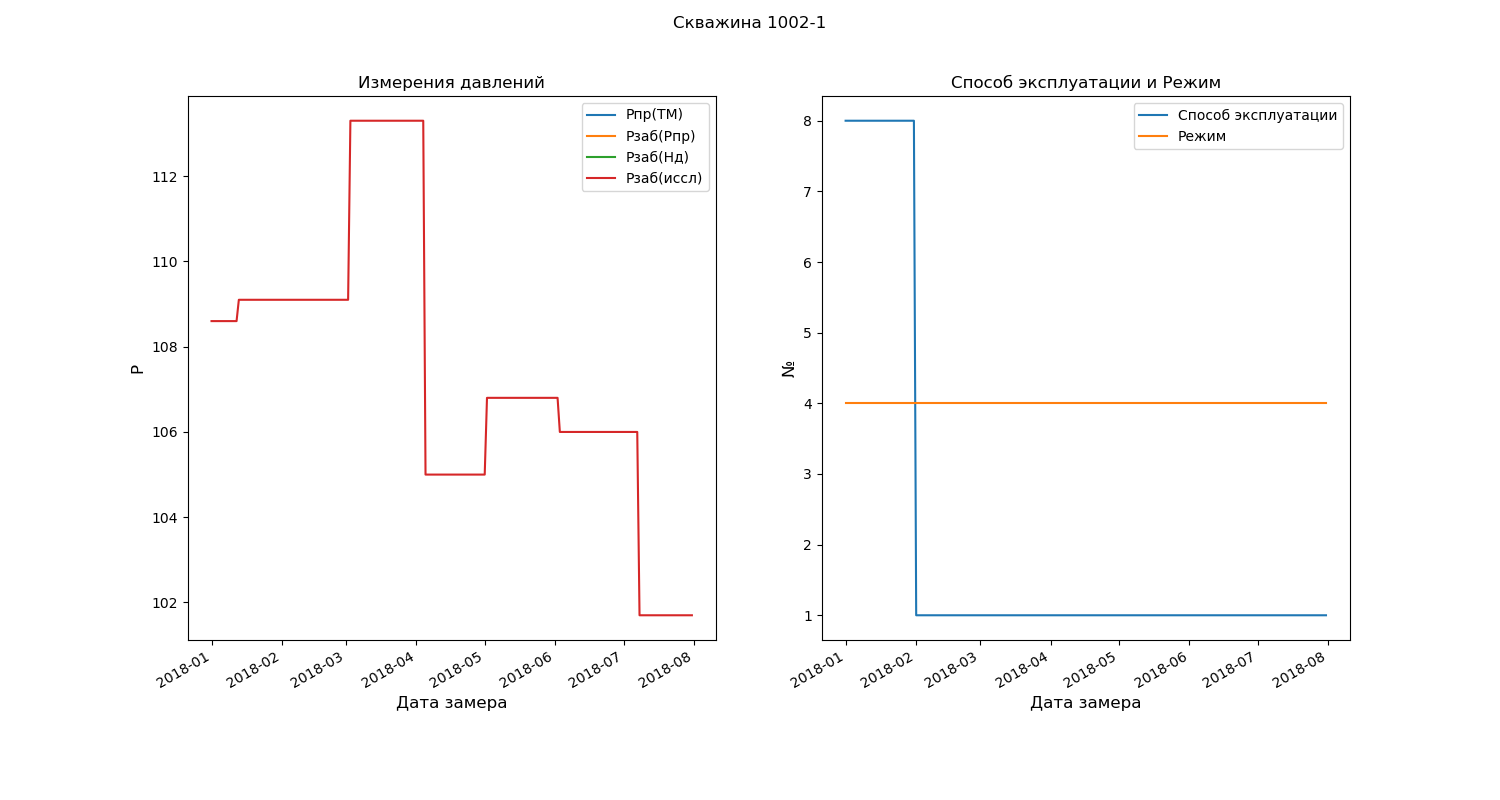 Скважина 1002-1
Измерения давлений
Рпр(ТМ)
Рзаб(Рпр)
Рзаб(Нд)
Рзаб(иссл)
112
110
108
106
104
102
Р
2018-01
2018-02
2018-03
2018-04
2018-05
2018-06
2018-07
2018-08
Дата замера
Способ эксплуатации и Режим
Способ эксплуатации
Режим
8
7
6
5
4
3
2
1
№
2018-01
2018-02
2018-03
2018-04
2018-05
2018-06
2018-07
2018-08
Дата замера